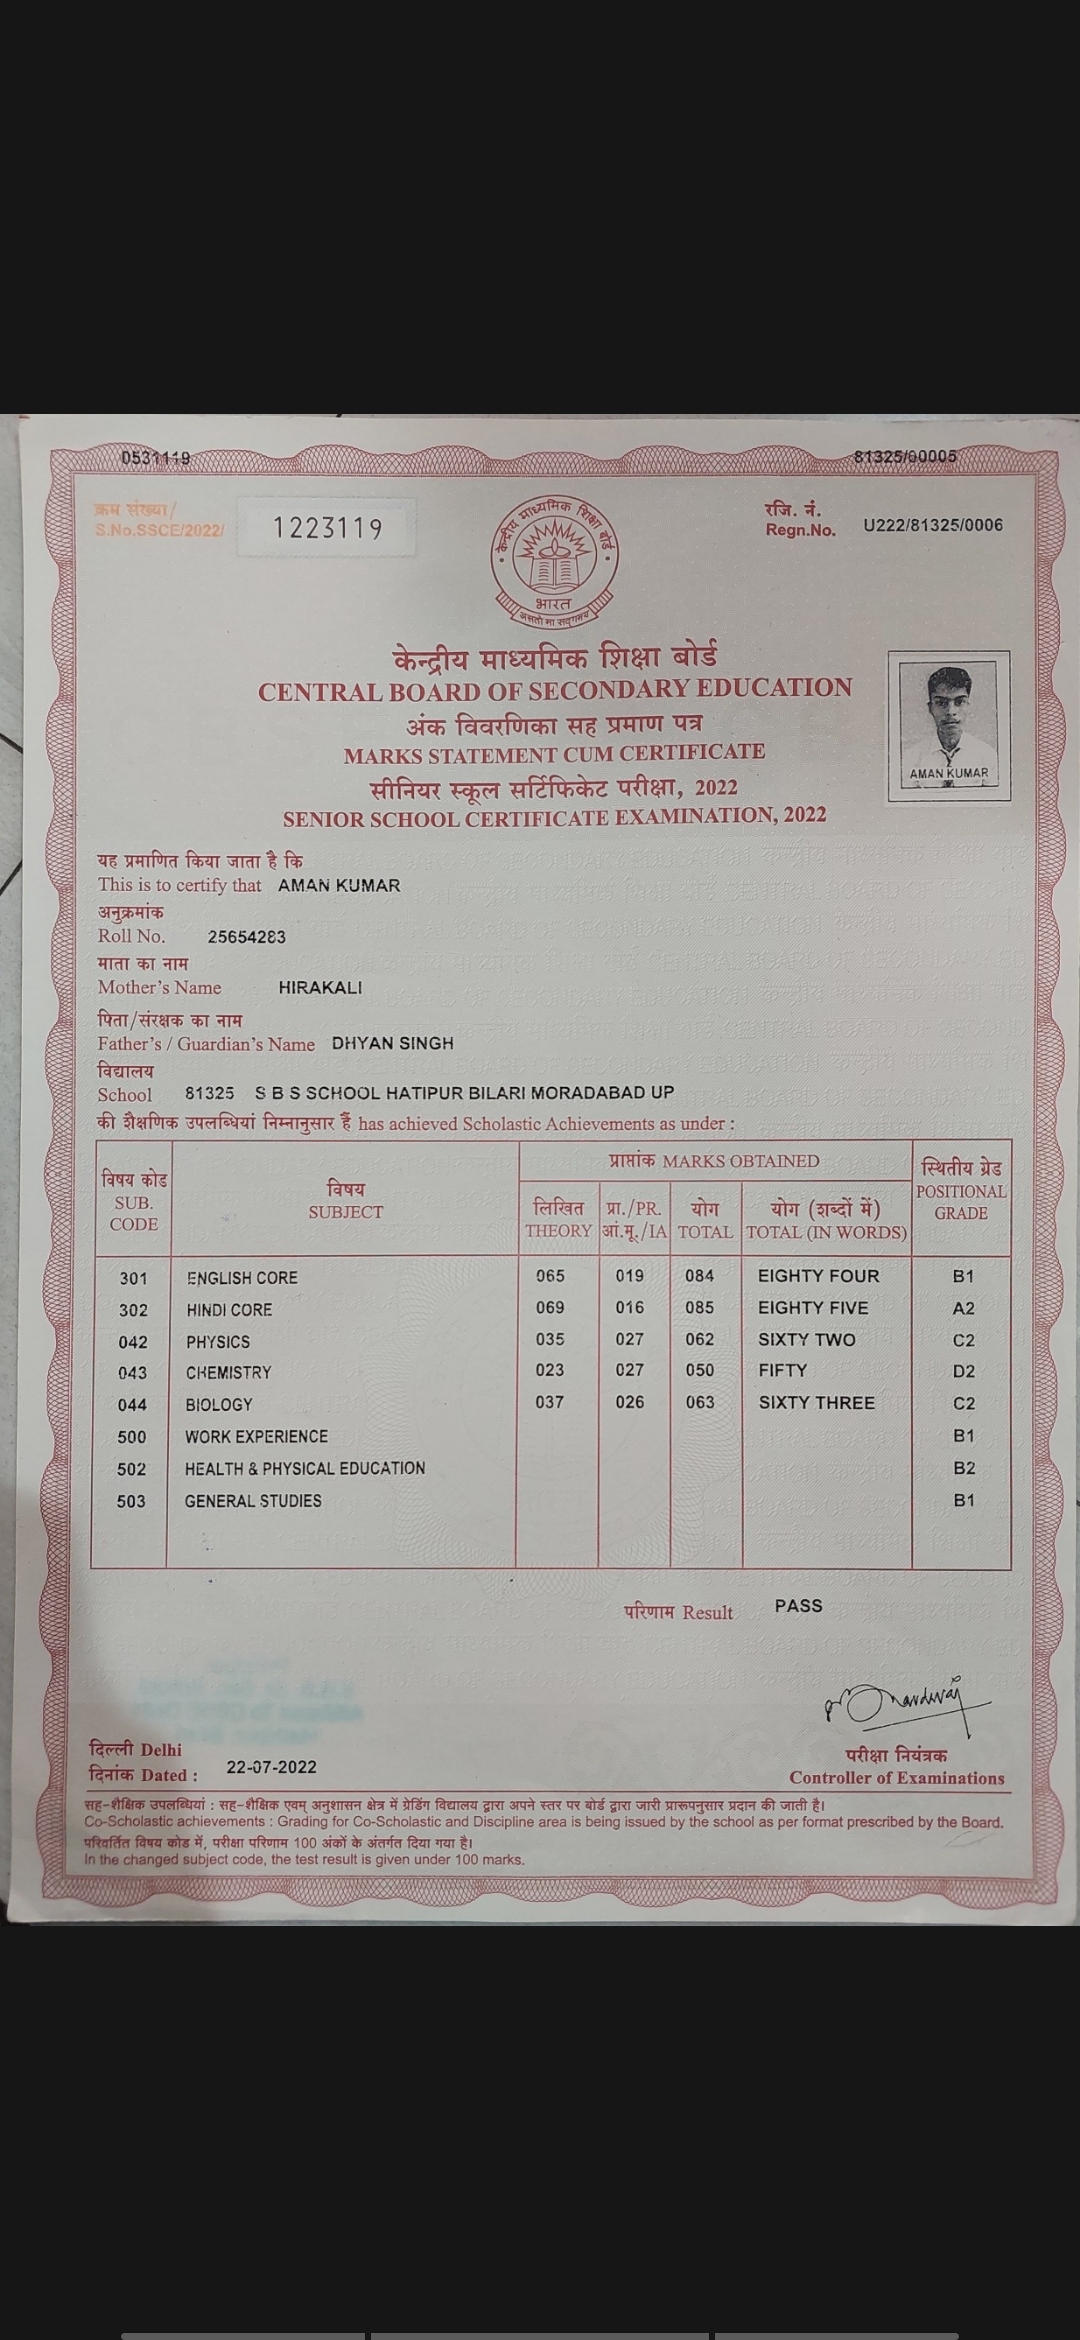 0531119 81325/00005
क्रम संख्या/ रजि. नं.
S.No.SSCE/2022/ 1223119 Regn.No. U222/81325/0006
केन्द्रीय माध्यमिक शिक्षा बोर्ड
भारत
असतो मा सद्गमय
केन्द्रीय माध्यमिक शिक्षा बोर्ड
CENTRAL BOARD OF SECONDARY EDUCATION
अंक विवरणिका सह प्रमाण पत्र
MARKS STATEMENT CUM CERTIFICATE
AMAN KUMAR
सीनियर स्कूल सर्टिफिकेट परीक्षा, 2022
SENIOR SCHOOL CERTIFICATE EXAMINATION, 2022
यह प्रमाणित किया जाता है कि
This is to certify that AMAN KUMAR
अनुक्रमांक
Roll No. 25654283
माता का नाम
Mother's Name HIRAKALI
पिता/संरक्षक का नाम
Father's / Guardian's Name DHYAN SINGH
विद्यालय
School 81325 S B S SCHOOL HATIPUR BILARI MORADABAD UP
की शैक्षणिक उपलब्धियां निम्नानुसार हैं has achieved Scholastic Achievements as under :
विषय कोड
SUB.
CODE
विषय
SUBJECT
प्राप्तांक MARKS OBTAINED
लिखित
THEORY
प्रा./PR.
आं.मू./IA
योग
TOTAL
योग (शब्दों में)
TOTAL (IN WORDS)
स्थितीय ग्रेड
POSITIONAL
GRADE
301 ENGLISH CORE 065 019 084 EIGHTY FOUR B1
302 HINDI CORE 069 016 085 EIGHTY FIVE A2
042 PHYSICS 035 027 062 SIXTY TWO C2
043 CHEMISTRY 023 027 050 FIFTY D2
044 BIOLOGY 037 026 063 SIXTY THREE C2
500 WORK EXPERIENCE B1
502 HEALTH & PHYSICAL EDUCATION B2
503 GENERAL STUDIES B1
परिणाम Result PASS
दिल्ली Delhi
दिनांक Dated : 22-07-2022
परीक्षा नियंत्रक
Controller of Examinations
सह-शैक्षिक उपलब्धियां : सह-शैक्षिक एवम् अनुशासन क्षेत्र में ग्रेडिंग विद्यालय द्वारा अपने स्तर पर बोर्ड द्वारा जारी प्रारूपनुसार प्रदान की जाती है।
Co-Scholastic achievements : Grading for Co-Scholastic and Discipline area is being issued by the school as per format prescribed by the Board.
परिवर्तित विषय कोड में, परीक्षा परिणाम 100 अंकों के अंतर्गत दिया गया है।
In the changed subject code, the test result is given under 100 marks.